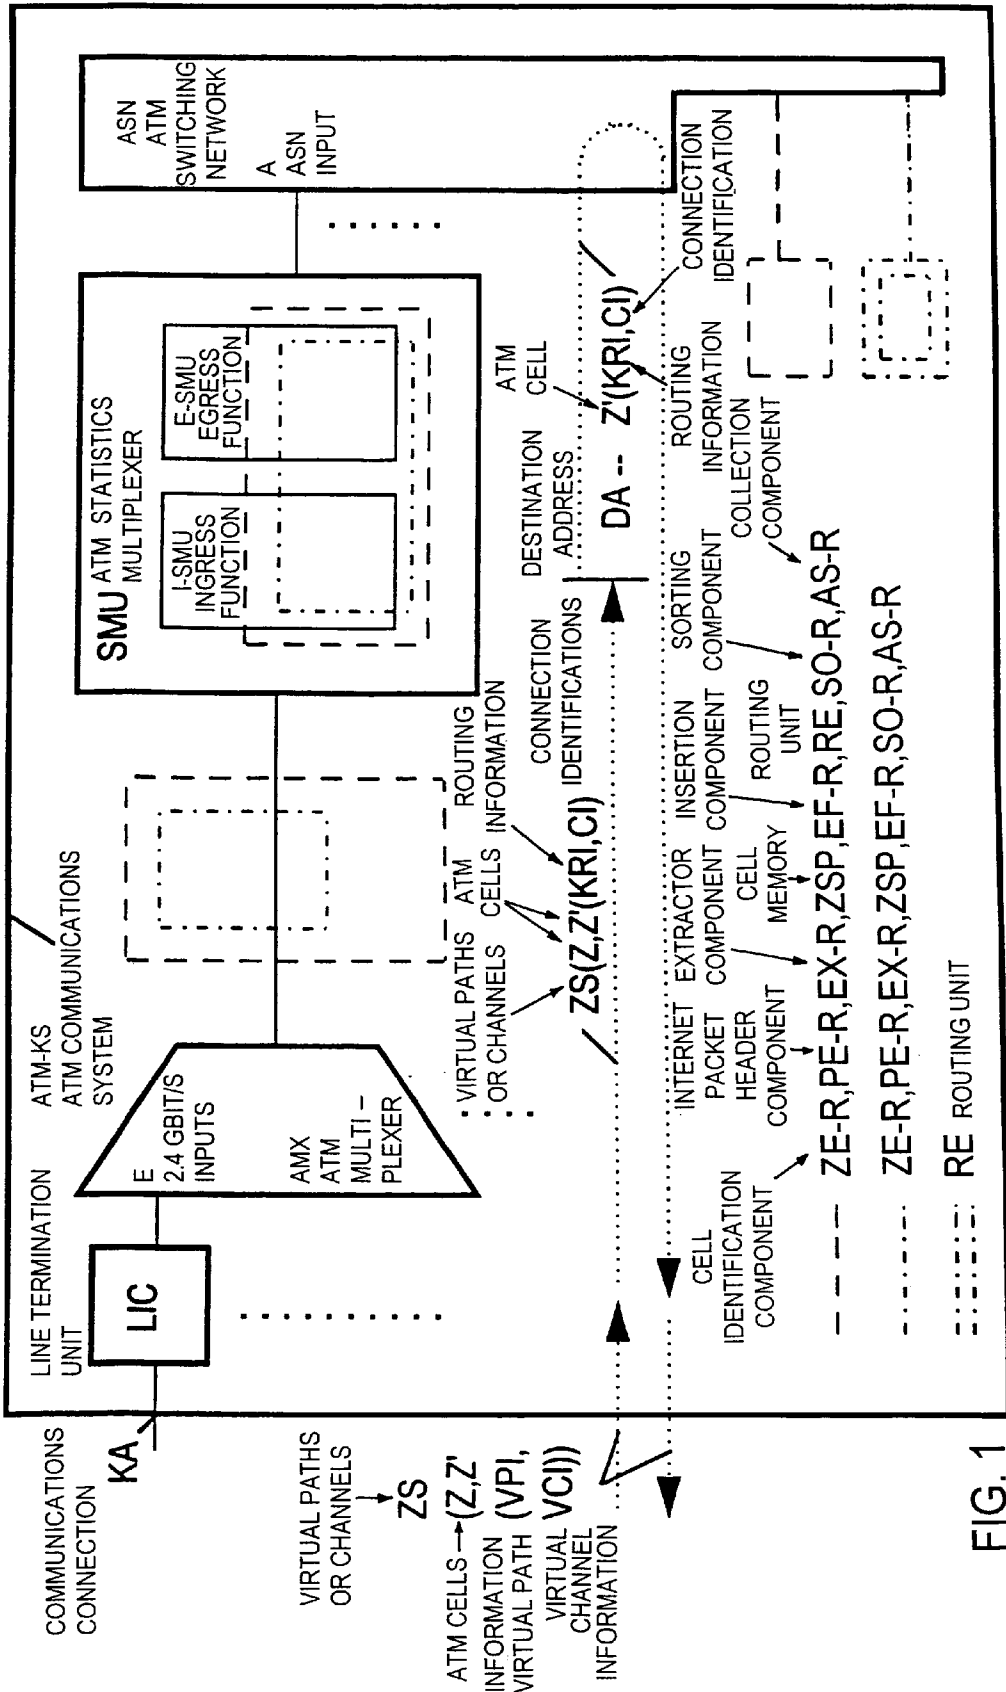 COMMUNICATIONS
CONNECTION
KA
LINE TERMINATION
UNIT
LIC
ATM-KS
ATM COMMUNICATIONS
SYSTEM
E
2.4 GBIT/S
INPUTS
AMX
ATM
MULTI –
PLEXER
SMU ATM STATISTICS
MULTIPLEXER
I-SMU
INGRESS
FUNCTION
E-SMU
EGRESS
FUNCTION
ASN
ATM
SWITCHING
NETWORK
A
ASN
INPUT
VIRTUAL PATHS
OR CHANNELS
ZS
ATM CELLS
(Z,Z'
INFORMATION
VIRTUAL PATH
(VPI,
VIRTUAL
CHANNEL
INFORMATION
VCI))
VIRTUAL PATHS
OR CHANNELS
ATM
CELLS
ROUTING
INFORMATION
ZS(Z,Z'(KRI,CI)
CONNECTION
IDENTIFICATIONS
DESTINATION
ADDRESS
ATM
CELL
DA -- Z'(KRI,CI)
CONNECTION
IDENTIFICATION
ROUTING
INFORMATION
CELL
IDENTIFICATION
COMPONENT
INTERNET
PACKET
HEADER
COMPONENT
EXTRACTOR
COMPONENT
CELL
MEMORY
INSERTION
COMPONENT
ROUTING
UNIT
SORTING
COMPONENT
COLLECTION
COMPONENT
ZE-R,PE-R,EX-R,ZSP,EF-R,RE,SO-R,AS-R
ZE-R,PE-R,EX-R,ZSP,EF-R,SO-R,AS-R
RE ROUTING UNIT
FIG. 1